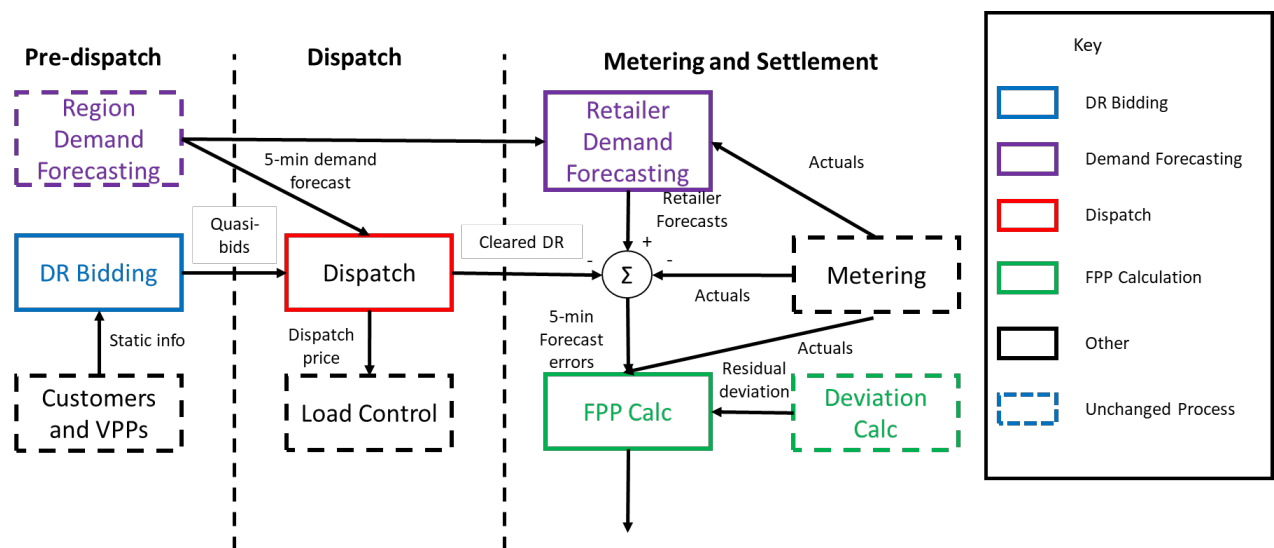 Pre-dispatch
Dispatch
Metering and Settlement
Region
Demand
Forecasting
5-min demand
forecast
Retailer
Demand
Forecasting
Actuals
Retailer
Forecasts
Quasi-
bids
Cleared DR
+
-
-
DR Bidding
Dispatch
Σ
Metering
Actuals
Static info
Dispatch
price
5-min
Forecast
errors
Actuals
Residual
deviation
Customers
and VPPs
Load Control
FPP Calc
Deviation
Calc
Key
DR Bidding
Demand Forecasting
Dispatch
FPP Calculation
Other
Unchanged Process